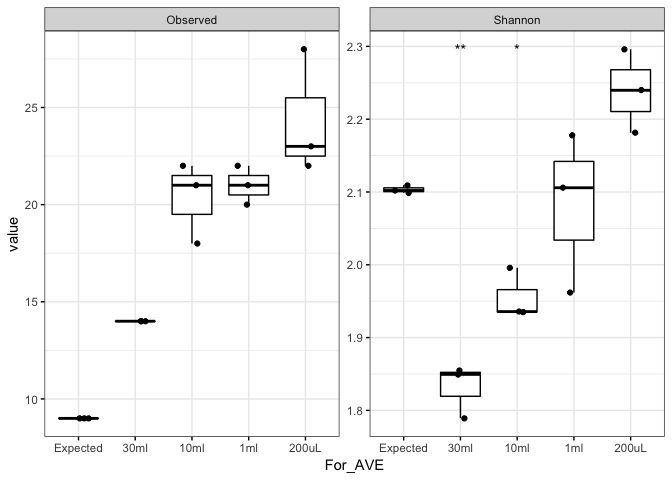 Observed
Shannon
value
25
20
15
10
2.3
2.2
2.1
2.0
1.9
1.8
** *
Expected 30ml 10ml 1ml 200uL
Expected 30ml 10ml 1ml 200uL
For_AVE